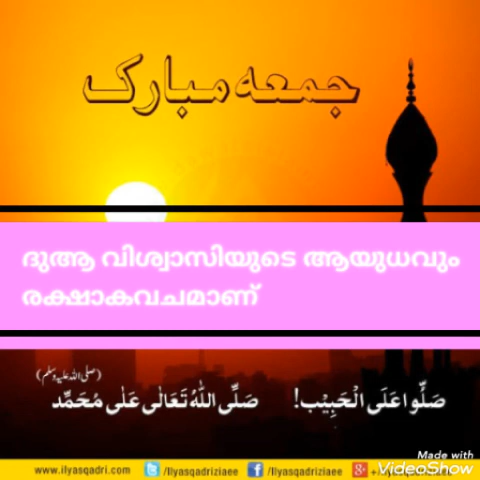 جمعه مبارک
ദുആ വിശ്വാസിയുടെ ആയുധവും
രക്ഷാകവചമാണ്
(صلی اللہ علیہ وسلم)
صَلُّوا عَلَى الْحَبِيْب! صَلَّى اللهُ تَعَالٰى عَلٰى مُحَمَّد
Made with
www.ilyasqadri.com /IlyasQadriZiaee /IlyasQadriZiaee VideoShow